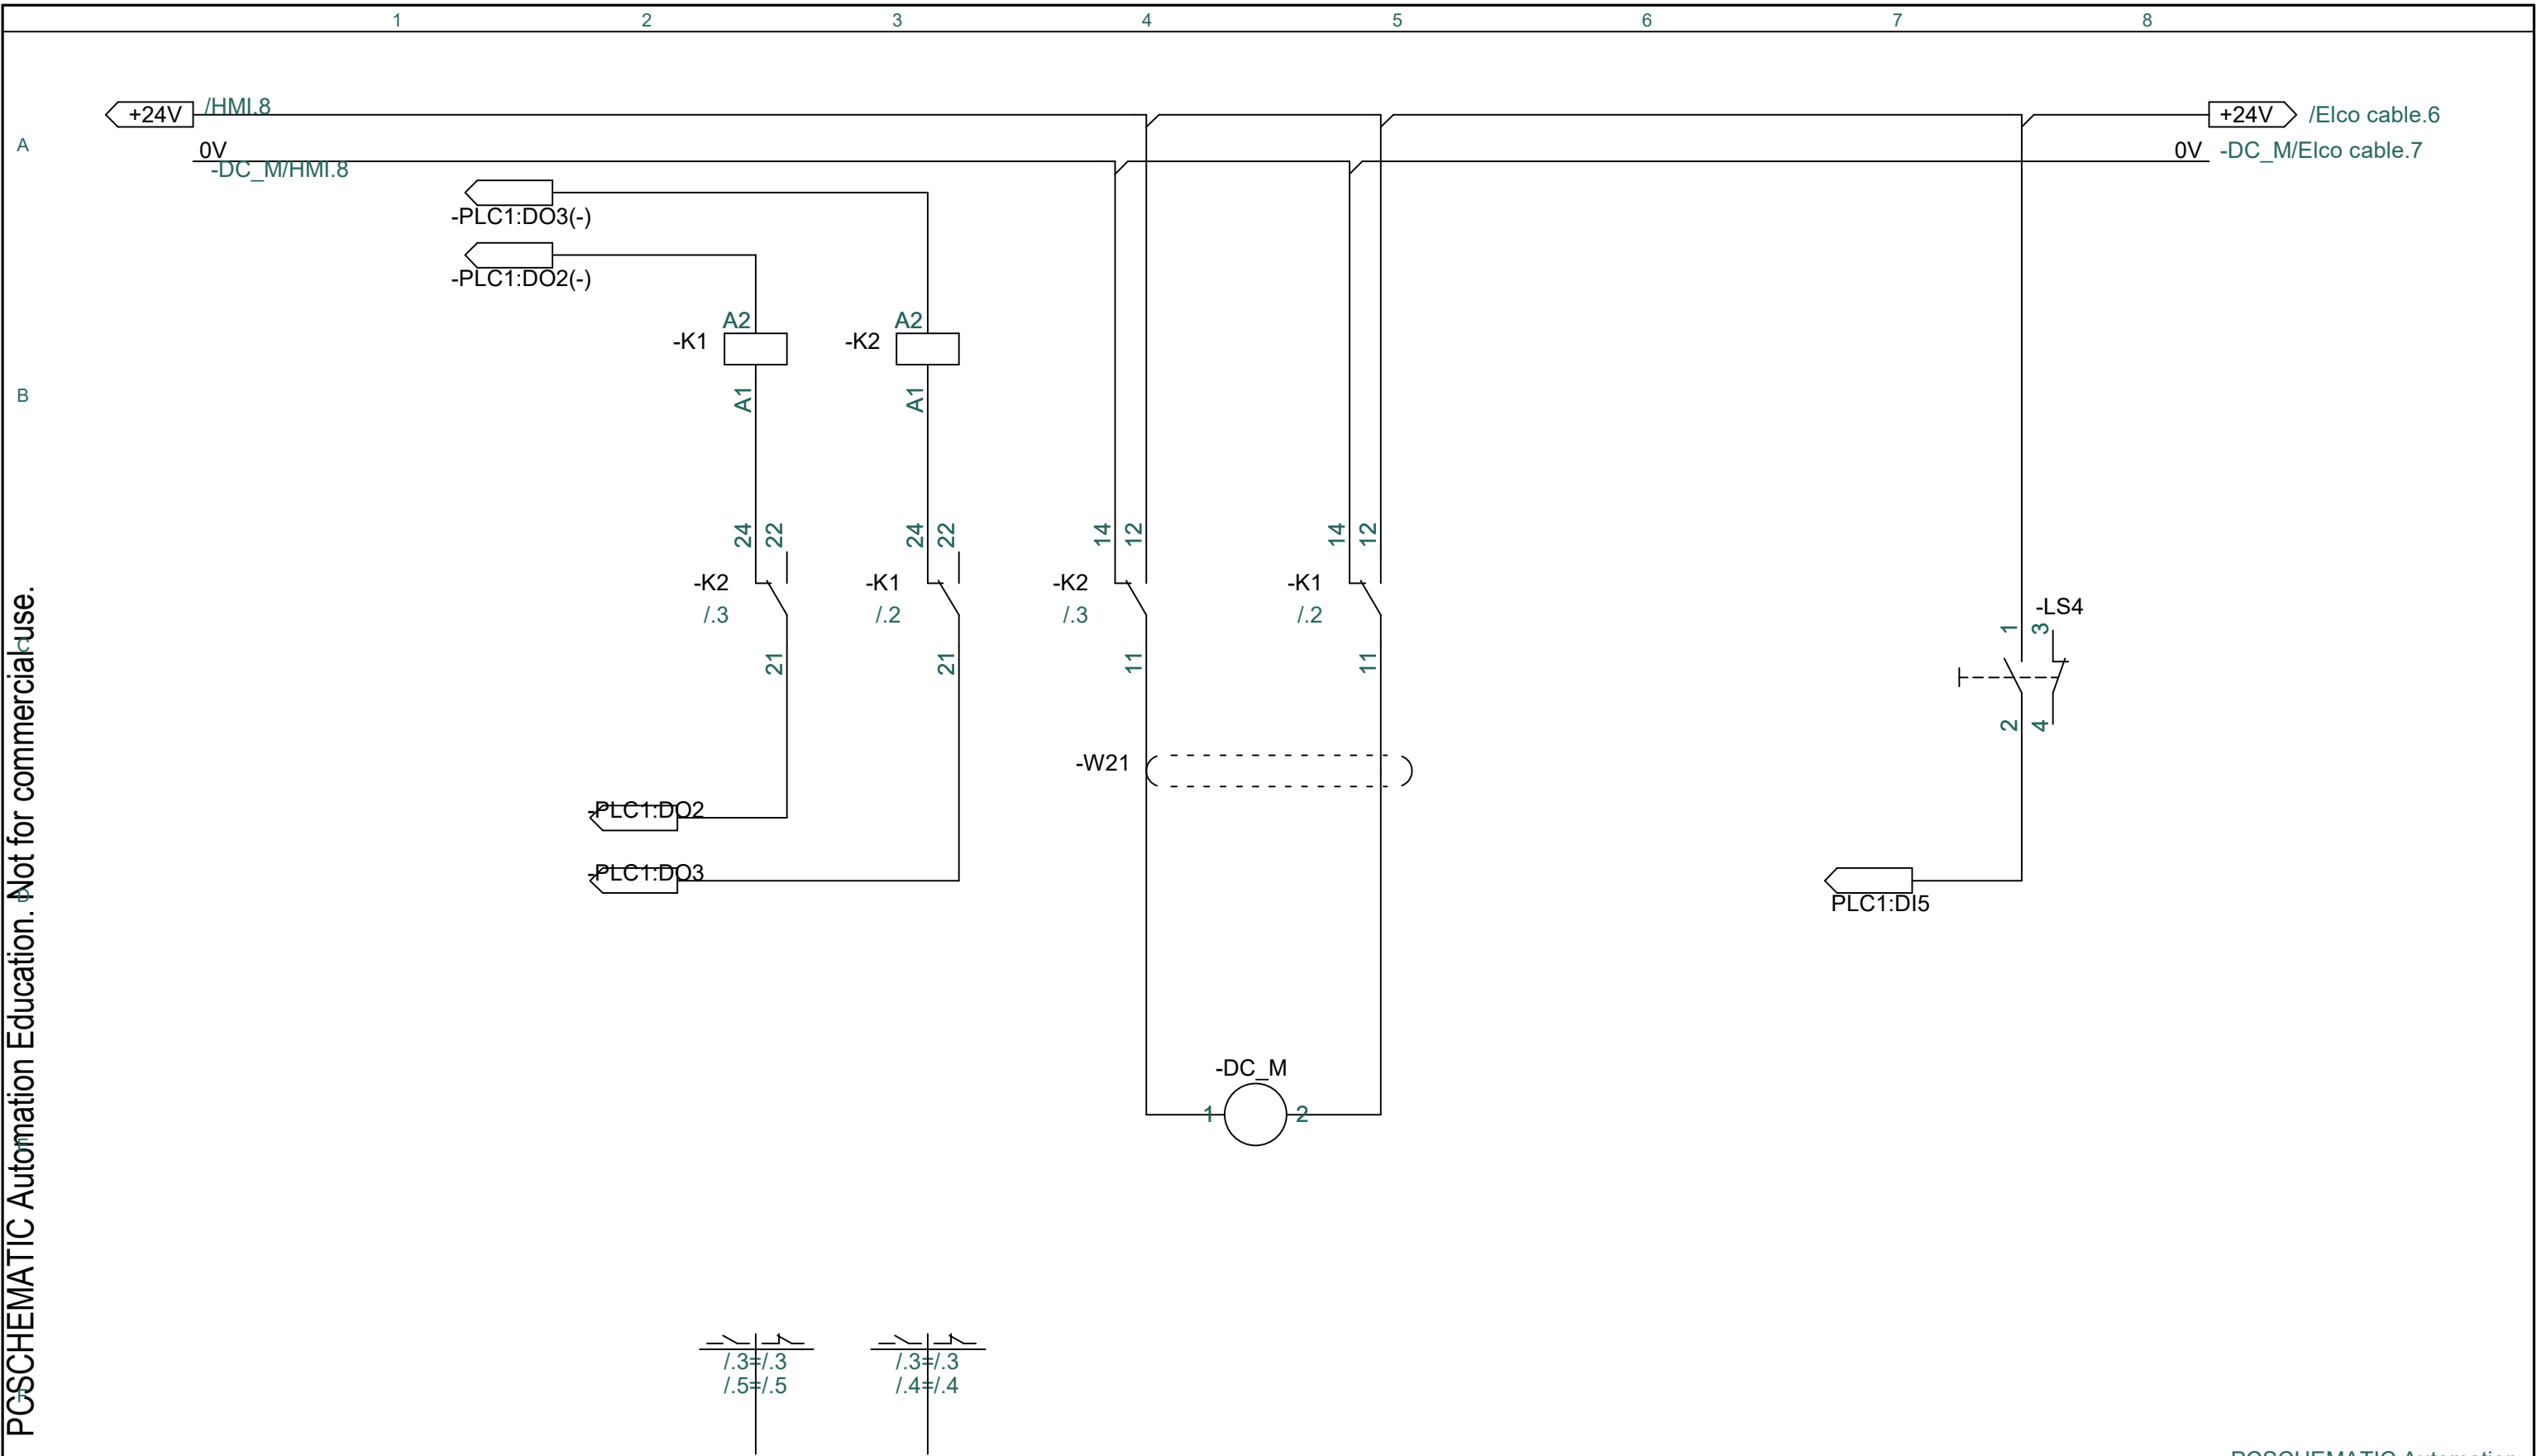 1 2 3 4 5 6 7 8
+24V /HMI.8 +24V /Elco cable.6
A
0V 0V -DC_M/Elco cable.7
-DC_M/HMI.8
-PLC1:DO3(-)
-PLC1:DO2(-)
A2 A2
-K1 -K2
B
A1 A1
24 22 24 22 14 12 14 12
-K2 -K1 -K2 -K1
/.3 /.2 /.3 /.2
-LS4
1 3
C
21 21 11 11
2 4
-W21
-PLC1:DO2
-PLC1:DO3
D
PLC1:DI5
-DC_M
1 2
E
/.3=/.3 /.3=/.3
/.5=/.5 /.4=/.4
F
PCSCHEMATIC Automation Education. Not for commercial use.
PCSCHEMATIC Automation